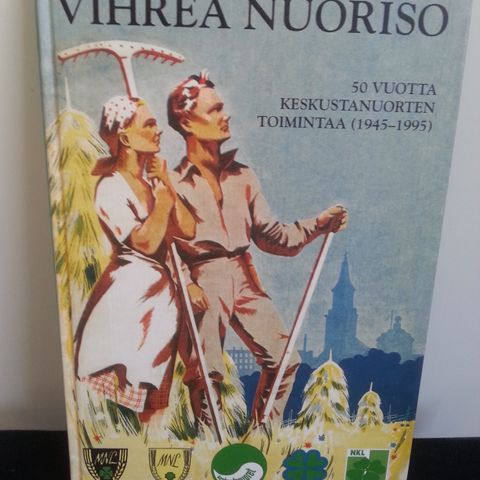 VIHREÄ NUORISO
50 VUOTTA
KESKUSTANUORTEN
TOIMINTAA (1945–1995)
MNL
MNL
NKL